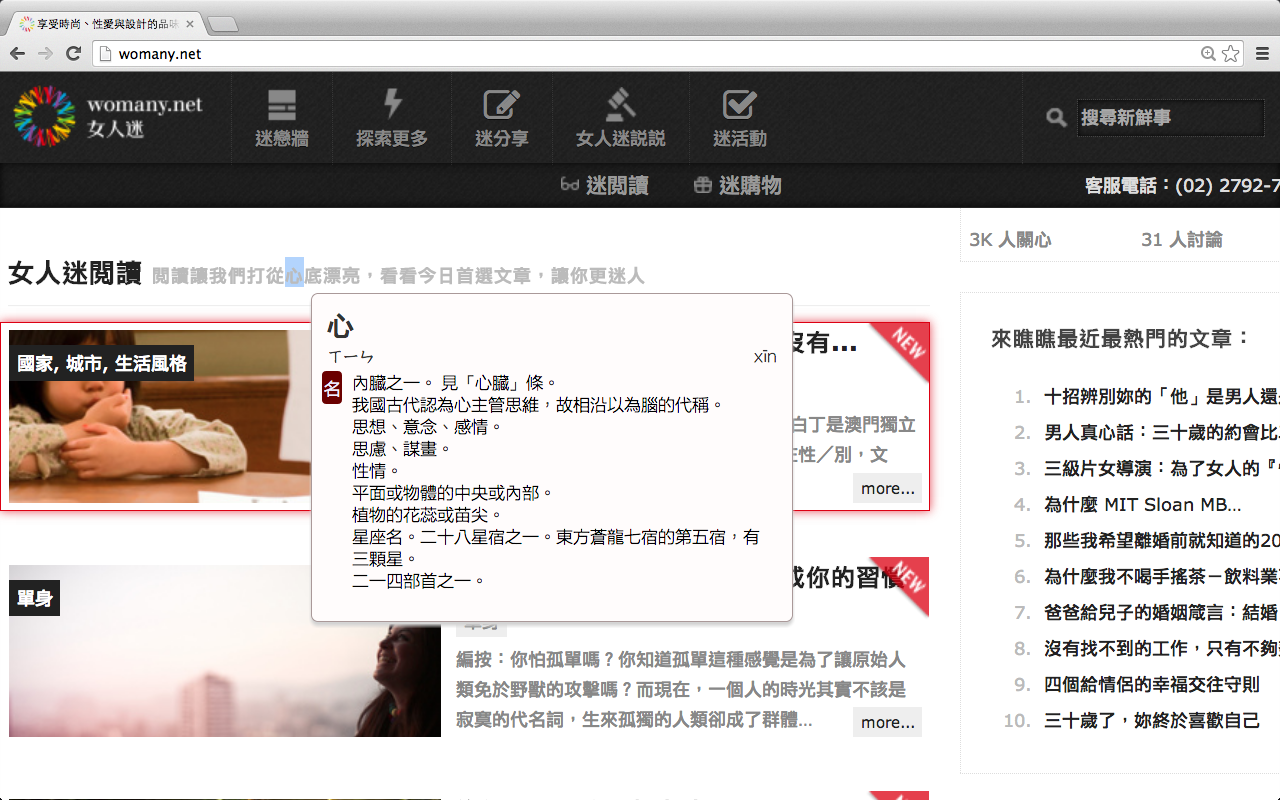 享受時尚、性愛與設計的品味
womany.net
womany.net
女人迷
迷戀牆
探索更多
迷分享
女人迷説説
迷活動
搜尋新鮮事
迷閱讀
迷購物
客服電話：(02) 2792-7
女人迷閱讀 閱讀讓我們打從心底漂亮，看看今日首選文章，讓你更迷人
國家, 城市, 生活風格
沒有...
NEW
白丁是澳門獨立
性／別，文
more...
心
ㄒㄧㄣ
xīn
名
內臟之一。 見「心臟」條。
我國古代認為心主管思維，故相沿以為腦的代稱。
思想、意念、感情。
思慮、謀畫。
性情。
平面或物體的中央或內部。
植物的花蕊或苗尖。
星座名。二十八星宿之一。東方蒼龍七宿的第五宿，有
三顆星。
二一四部首之一。
單身
成你的習慣
NEW
編按：你怕孤單嗎？你知道孤單這種感覺是為了讓原始人
類免於野獸的攻擊嗎？而現在，一個人的時光其實不該是
寂寞的代名詞，生來孤獨的人類卻成了群體...
more...
3K 人關心
31 人討論
來瞧瞧最近最熱門的文章：
1. 十招辨別妳的「他」是男人還
2. 男人真心話：三十歲的約會比
3. 三級片女導演：為了女人的『
4. 為什麼 MIT Sloan MB...
5. 那些我希望離婚前就知道的20
6. 為什麼我不喝手搖茶－飲料業
7. 爸爸給兒子的婚姻箴言：結婚
8. 沒有找不到的工作，只有不夠
9. 四個給情侶的幸福交往守則
10. 三十歲了，妳終於喜歡自己